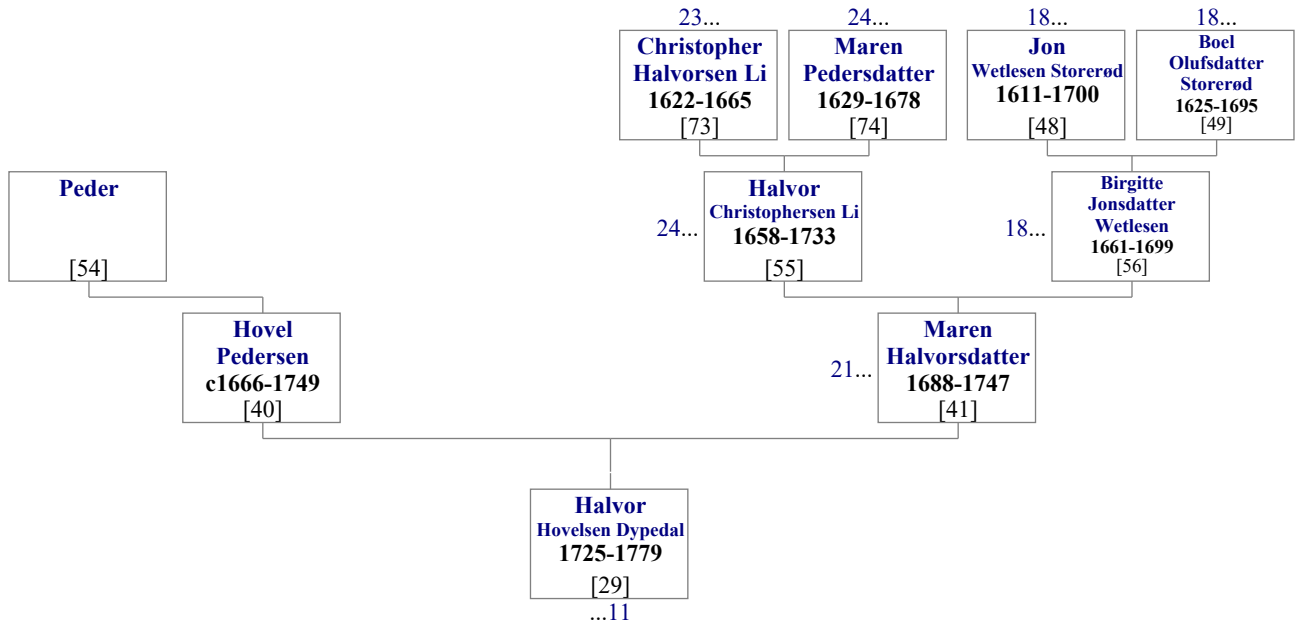 23...
24...
18...
18...
Christopher
Halvorsen Li
1622-1665
[73]
Maren
Pedersdatter
1629-1678
[74]
Jon
Wetlesen Storerød
1611-1700
[48]
Boel
Olufsdatter
Storerød
1625-1695
[49]
Peder
[54]
24...
Halvor
Christophersen Li
1658-1733
[55]
18...
Birgitte
Jonsdatter
Wetlesen
1661-1699
[56]
Hovel
Pedersen
c1666-1749
[40]
21...
Maren
Halvorsdatter
1688-1747
[41]
Halvor
Hovelsen Dypedal
1725-1779
[29]
...11